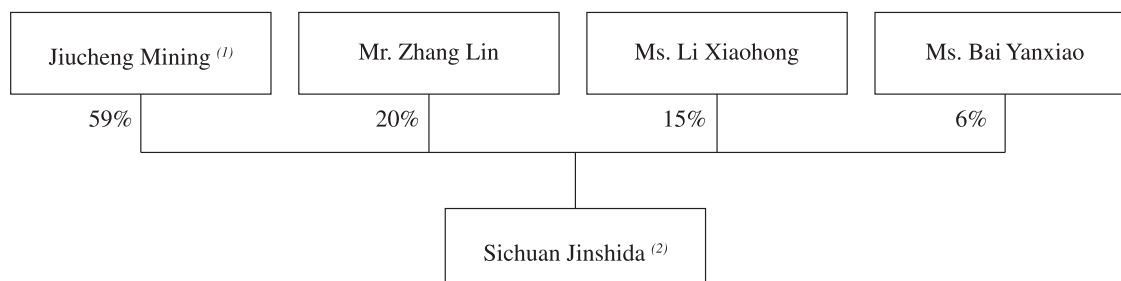 Jiucheng Mining (1)
Mr. Zhang Lin
Ms. Li Xiaohong
Ms. Bai Yanxiao
59%
20%
15%
6%
Sichuan Jinshida (2)